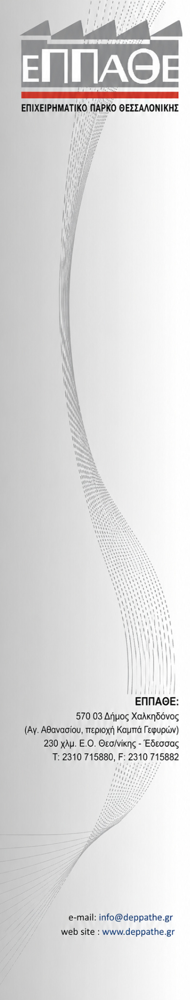 ΕΠΠΑΘΕ
ΕΠΙΧΕΙΡΗΜΑΤΙΚΟ ΠΑΡΚΟ ΘΕΣΣΑΛΟΝΙΚΗΣ
ΕΠΠΑΘΕ:
570 03 Δήμος Χαλκηδόνος
(Αγ. Αθανασίου, περιοχή Καμπά Γεφυρών)
230 χλμ. Ε.Ο. Θεσ/νίκης - Έδεσσας
Τ: 2310 715880, F: 2310 715882
e-mail: info@deppathe.gr
web site : www.deppathe.gr